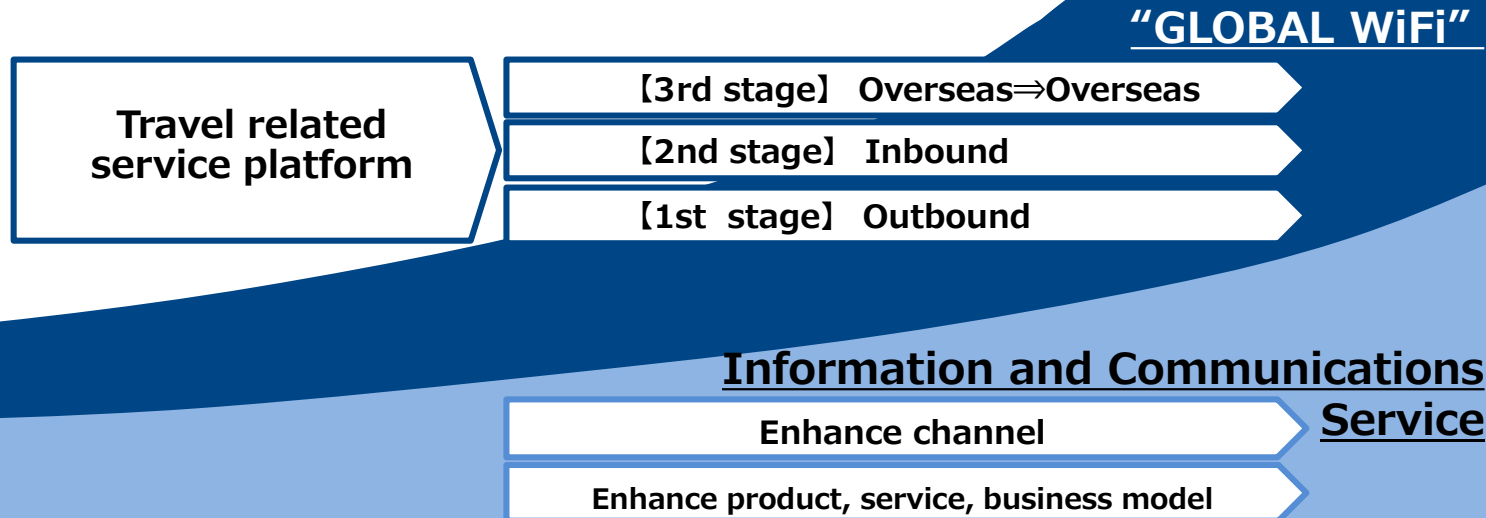 “GLOBAL WiFi”
Travel related
service platform
【3rd stage】 Overseas⇒Overseas
【2nd stage】 Inbound
【1st stage】 Outbound
Information and Communications
Service
Enhance channel
Enhance product, service, business model